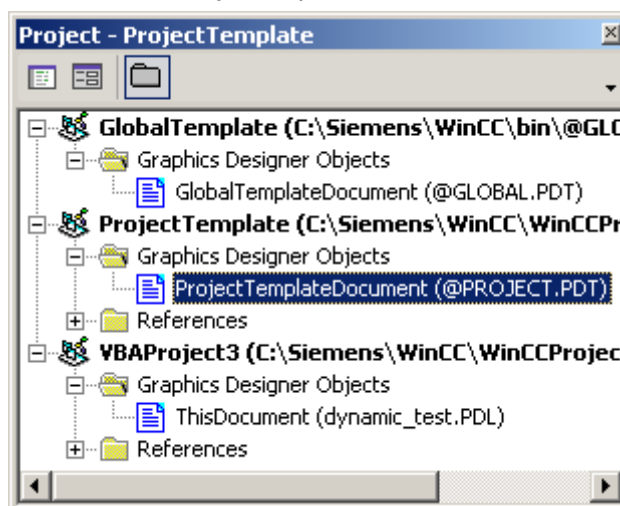 Project - ProjectTemplate
GlobalTemplate (C:\Siemens\WinCC\bin\@GLO
Graphics Designer Objects
GlobalTemplateDocument (@GLOBAL.PDT)
ProjectTemplate (C:\Siemens\WinCC\WinCCPr
Graphics Designer Objects
ProjectTemplateDocument (@PROJECT.PDT)
References
VBAProject3 (C:\Siemens\WinCC\WinCCProjec
Graphics Designer Objects
ThisDocument (dynamic_test.PDL)
References